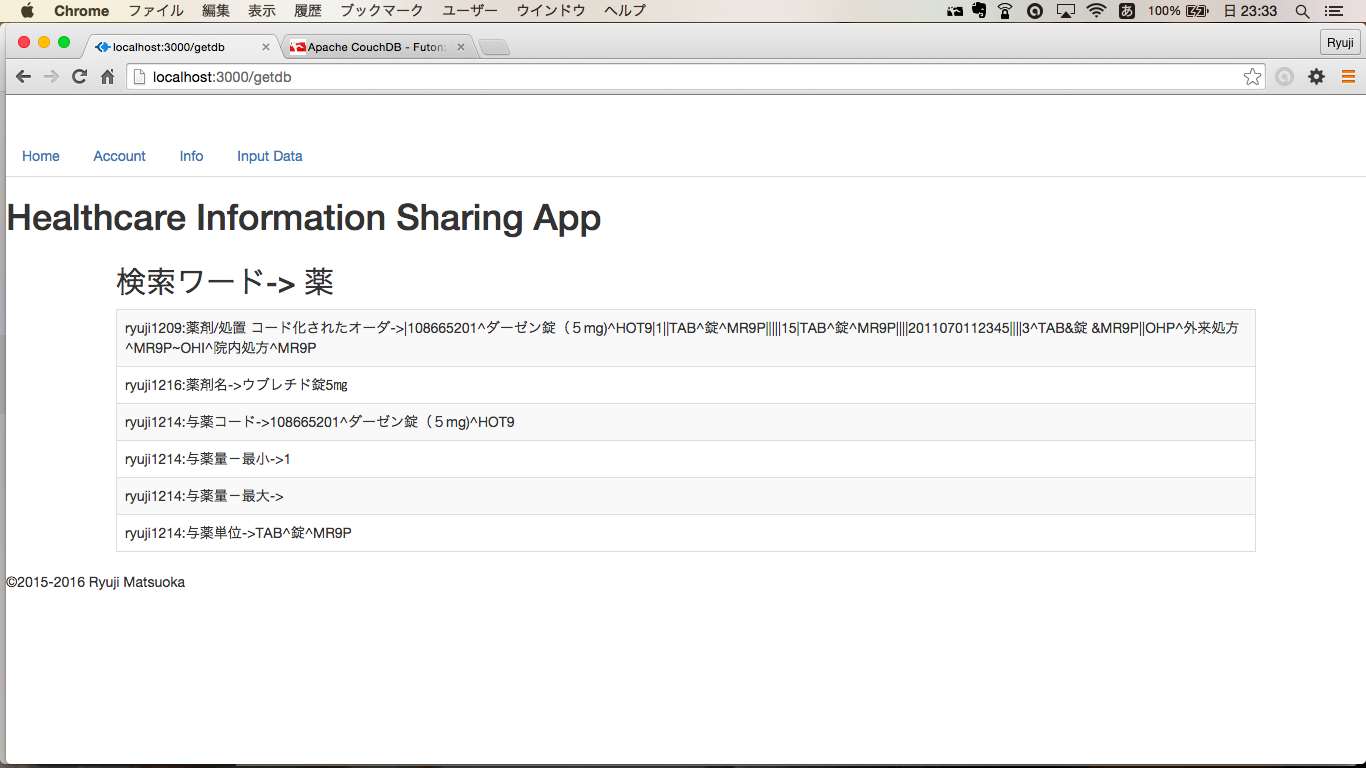 Chrome ファイル 編集 表示 履歴 ブックマーク ユーザー ウインドウ ヘルプ あ 100% 日 23:33
localhost:3000/getdb Apache CouchDB - Futon: Ryuji
localhost:3000/getdb
Home Account Info Input Data
Healthcare Information Sharing App
検索ワード-> 薬
ryuji1209:薬剤/処置 コード化されたオーダ->|108665201^ダーゼン錠（５mg)^HOT9|1||TAB^錠^MR9P|||||15|TAB^錠^MR9P||||2011070112345||||3^TAB&錠 &MR9P||OHP^外来処方
^MR9P~OHI^院内処方^MR9P
ryuji1216:薬剤名->ウブレチド錠5㎎
ryuji1214:与薬コード->108665201^ダーゼン錠（５mg)^HOT9
ryuji1214:与薬量－最小->1
ryuji1214:与薬量－最大->
ryuji1214:与薬単位->TAB^錠^MR9P
©2015-2016 Ryuji Matsuoka